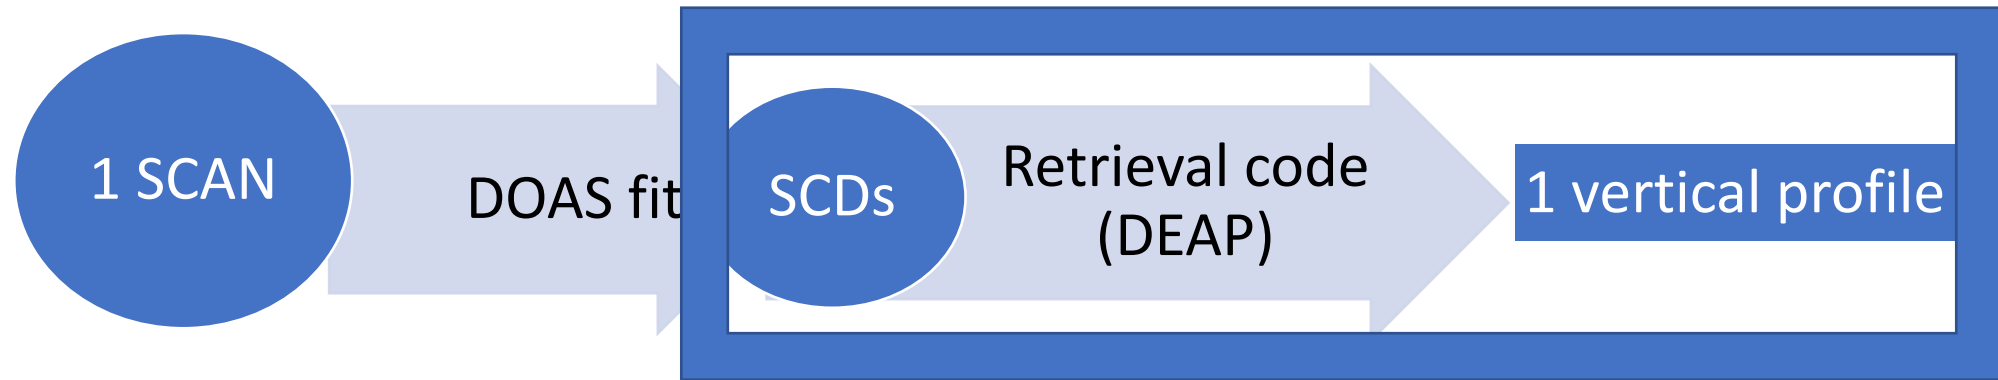 1 SCAN
DOAS fit
SCDs
Retrieval code
(DEAP)
1 vertical profile